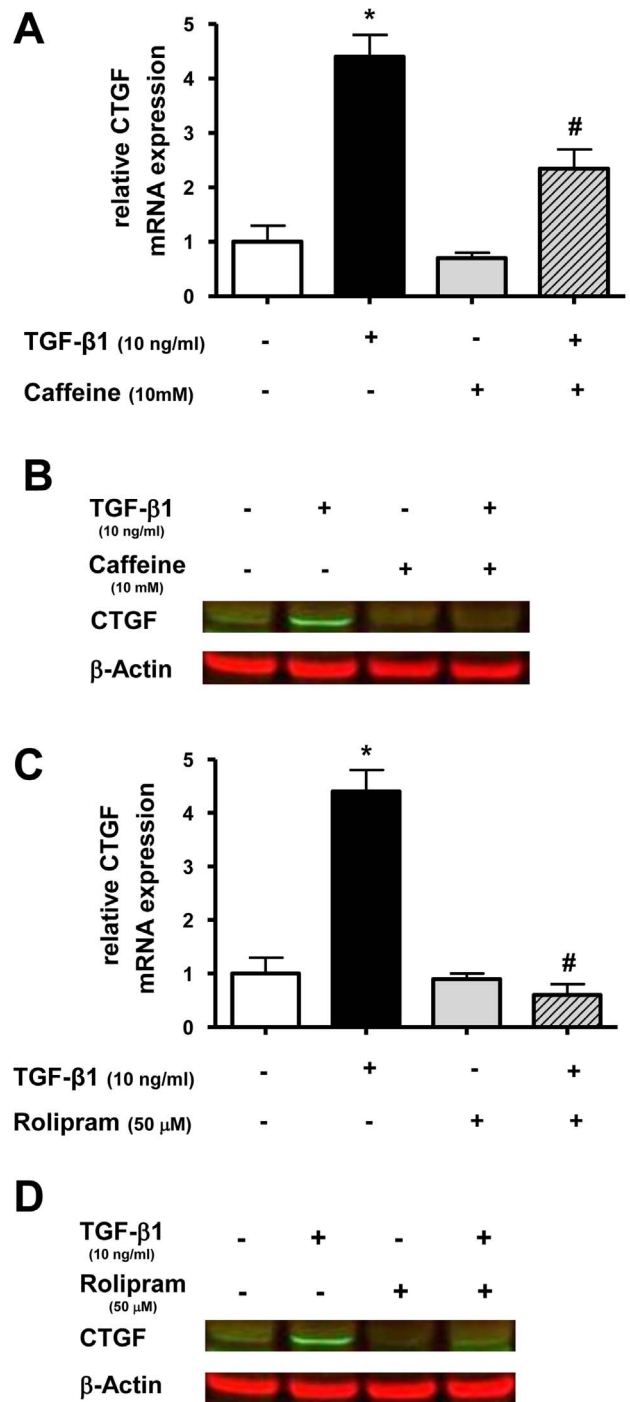 A
relative CTGF
mRNA expression
5
4
3
2
1
0
*
#
TGF-β1 (10 ng/ml) - + - +
Caffeine (10mM) - - + +
B
TGF-β1 - + - +
(10 ng/ml)
Caffeine - - + +
(10 mM)
CTGF
β-Actin
C
relative CTGF
mRNA expression
5
4
3
2
1
0
*
#
TGF-β1 (10 ng/ml) - + - +
Rolipram (50 μM) - - + +
D
TGF-β1 - + - +
(10 ng/ml)
Rolipram - - + +
(50 μM)
CTGF
β-Actin